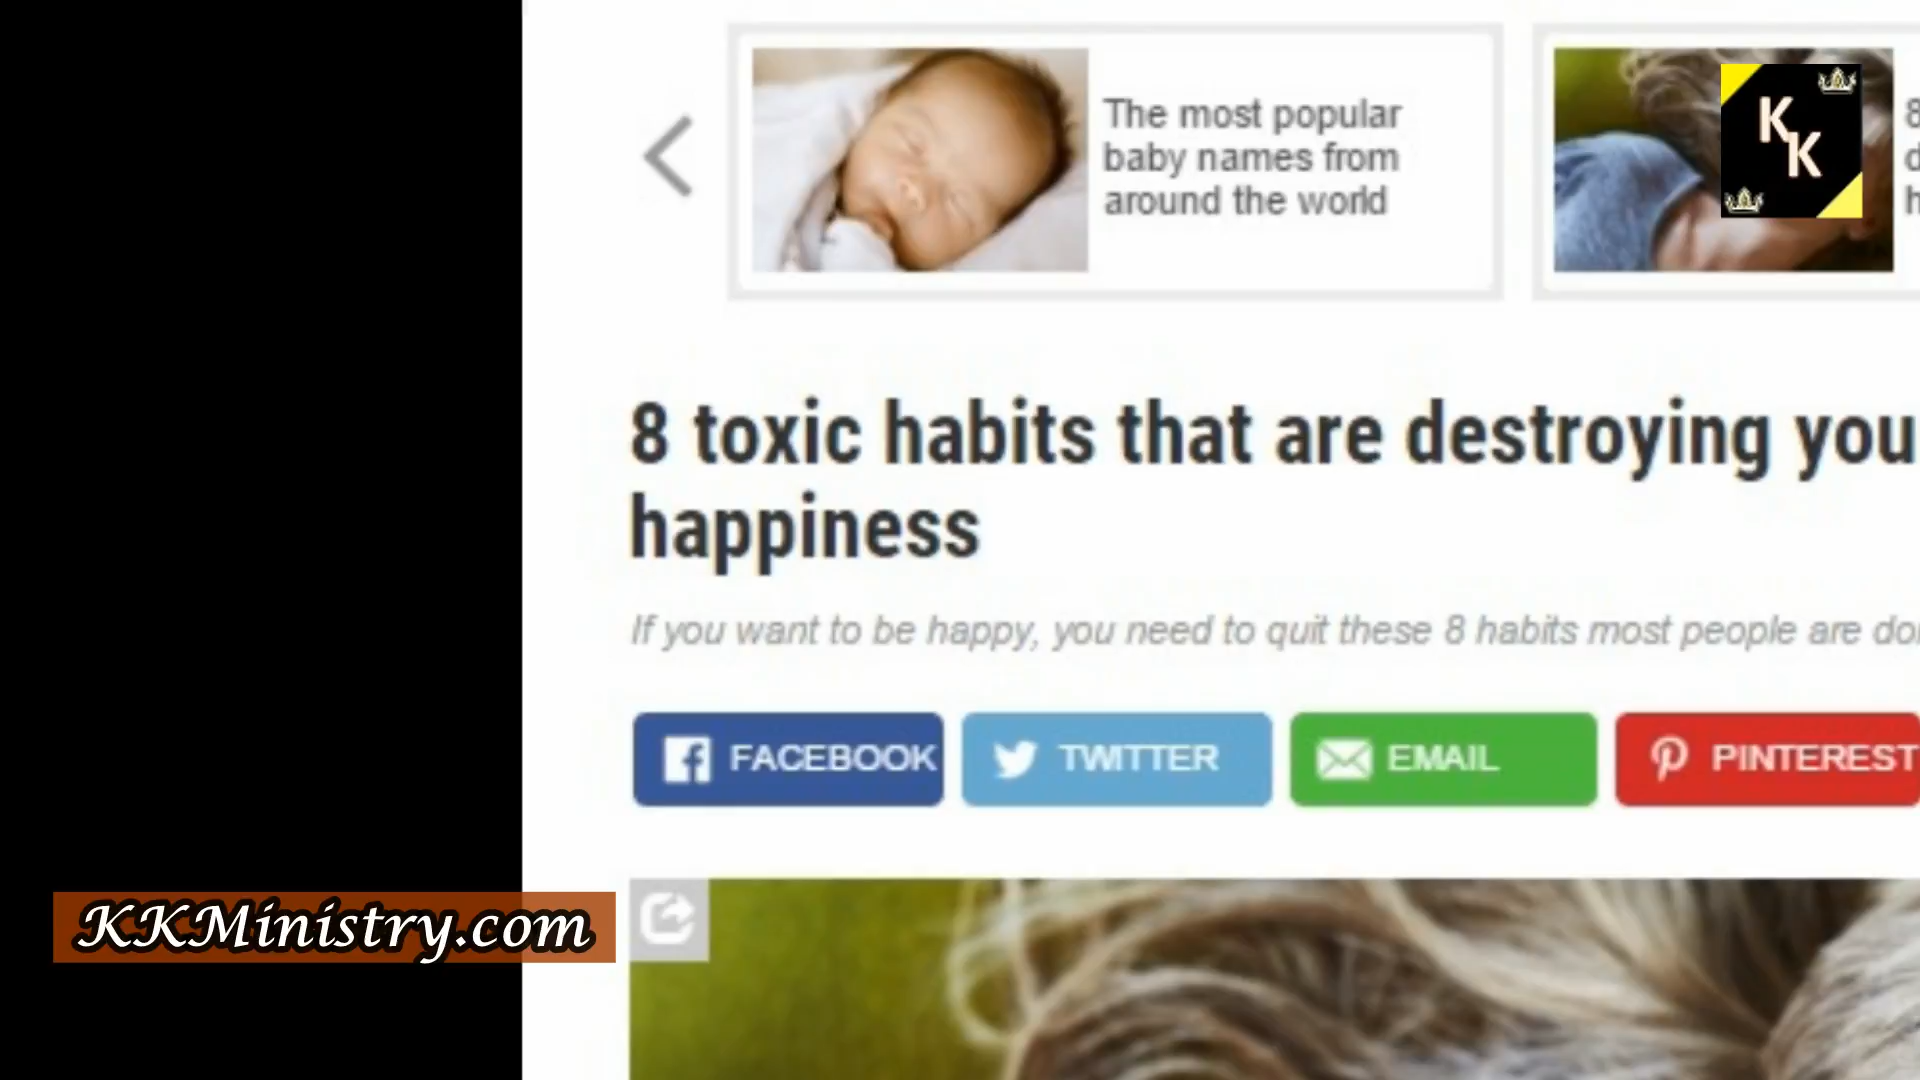 The most popular
baby names from
around the world
8
d
h
K
K
8 toxic habits that are destroying you
happiness
If you want to be happy, you need to quit these 8 habits most people are doi
FACEBOOK
TWITTER
EMAIL
PINTEREST
KKMinistry.com